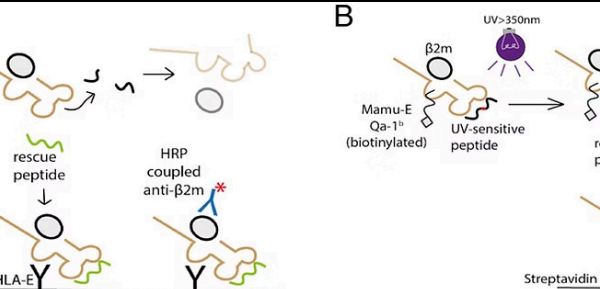 B
UV>350nm
β2m
Mamu-E
Qa-1ᵇ
(biotinylated)
UV-sensitive
peptide
rescue
peptide
HRP
coupled
anti-β2m
*
HLA-E
Streptavidin